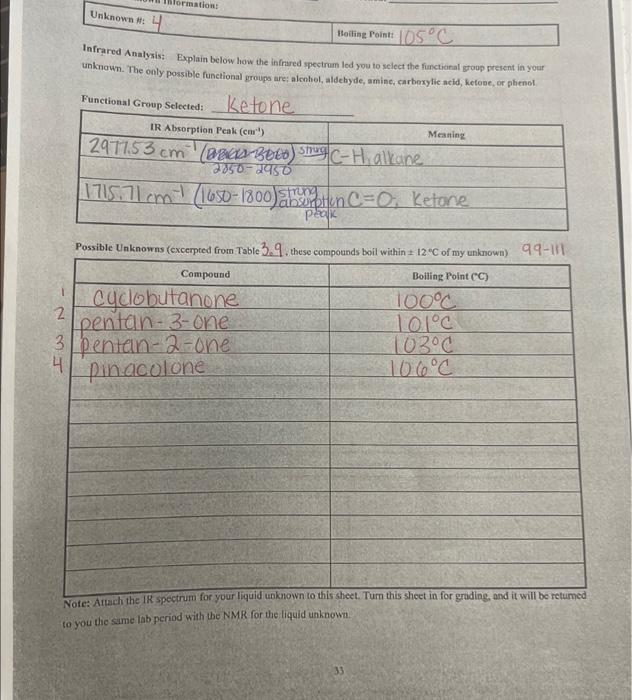 Information:
Unknown #: 4
Boiling Point: 105°C
Infrared Analysis: Explain below how the infrared spectrum led you to select the functional group present in your
unknown. The only possible functional groups are: alcohol, aldehyde, amine, carboxylic acid, ketone, or phenol.
Functional Group Selected: Ketone
IR Absorption Peak (cm⁻¹) Meaning
2977.53 cm⁻¹ strong C-H, alkane
2850-2950
1715.71 cm⁻¹ (1650-1800) strong absorption peak C=O, Ketone
Possible Unknowns (excerpted from Table 3.9, these compounds boil within ± 12 °C of my unknown) 99-111
Compound Boiling Point (°C)
1 cyclobutanone 100°C
2 pentan-3-one 101°C
3 pentan-2-one 103°C
4 pinacolone 106°C
Note: Attach the IR spectrum for your liquid unknown to this sheet. Turn this sheet in for grading, and it will be returned
to you the same lab period with the NMR for the liquid unknown.
33